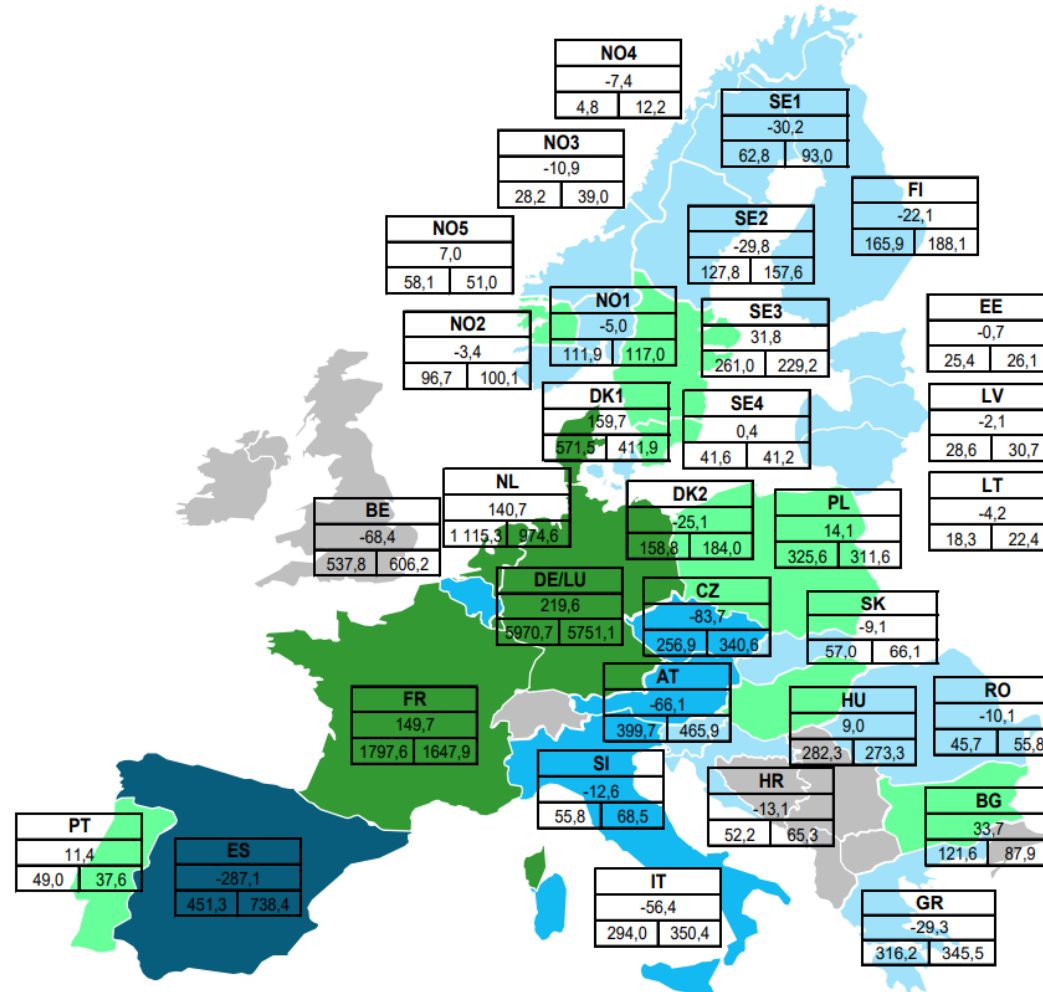 NO4
-7,4
4,8 12,2
SE1
-30,2
62,8 93,0
NO3
-10,9
28,2 39,0
FI
-22,1
165,9 188,1
SE2
-29,8
127,8 157,6
NO5
7,0
58,1 51,0
NO1
-5,0
111,9 117,0
SE3
31,8
261,0 229,2
EE
-0,7
25,4 26,1
NO2
-3,4
96,7 100,1
DK1
159,7
571,5 411,9
SE4
0,4
41,6 41,2
LV
-2,1
28,6 30,7
NL
140,7
1 115,3 974,6
LT
-4,2
18,3 22,4
DK2
-25,1
158,8 184,0
PL
14,1
325,6 311,6
BE
-68,4
537,8 606,2
DE/LU
219,6
5970,7 5751,1
CZ
-83,7
256,9 340,6
SK
-9,1
57,0 66,1
AT
-66,1
399,7 465,9
RO
-10,1
45,7 55,8
FR
149,7
1797,6 1647,9
HU
9,0
282,3 273,3
SI
-12,6
55,8 68,5
HR
-13,1
52,2 65,3
BG
33,7
121,6 87,9
PT
11,4
49,0 37,6
ES
-287,1
451,3 738,4
IT
-56,4
294,0 350,4
GR
-29,3
316,2 345,5